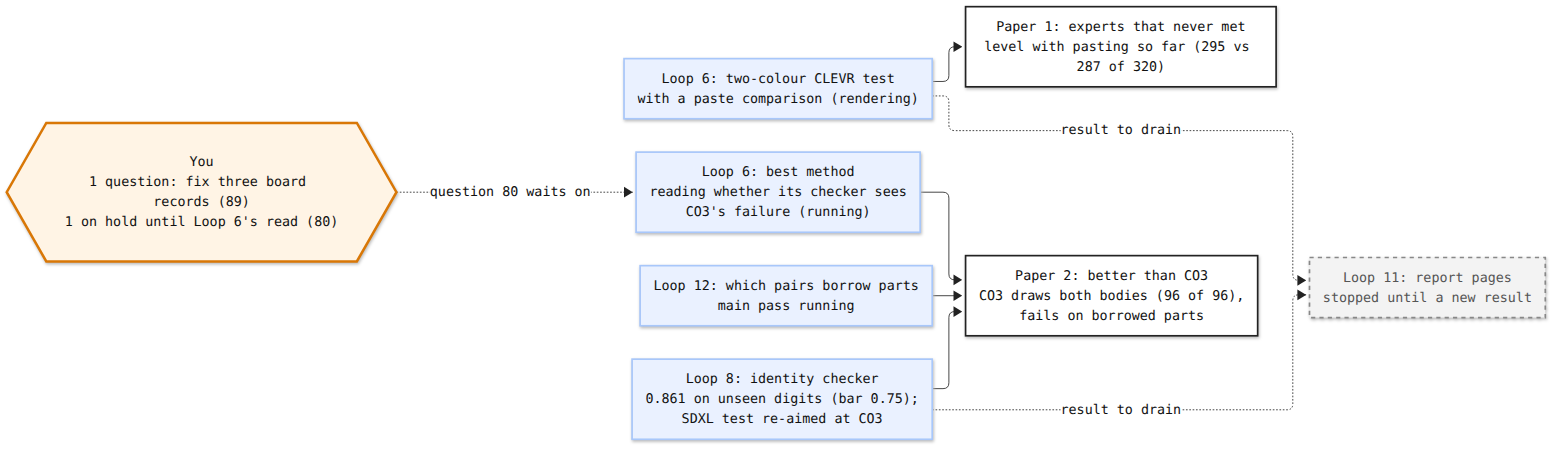 Paper 1: experts that never met
level with pasting so far (295 vs
287 of 320)
Loop 6: two-colour CLEVR test
with a paste comparison (rendering)
result to drain
You
1 question: fix three board
records (89)
1 on hold until Loop 6's read (80)
question 80 waits on
Loop 6: best method
reading whether its checker sees
CO3's failure (running)
Loop 12: which pairs borrow parts
main pass running
Paper 2: better than CO3
CO3 draws both bodies (96 of 96),
fails on borrowed parts
Loop 11: report pages
stopped until a new result
Loop 8: identity checker
0.861 on unseen digits (bar 0.75);
SDXL test re-aimed at CO3
result to drain